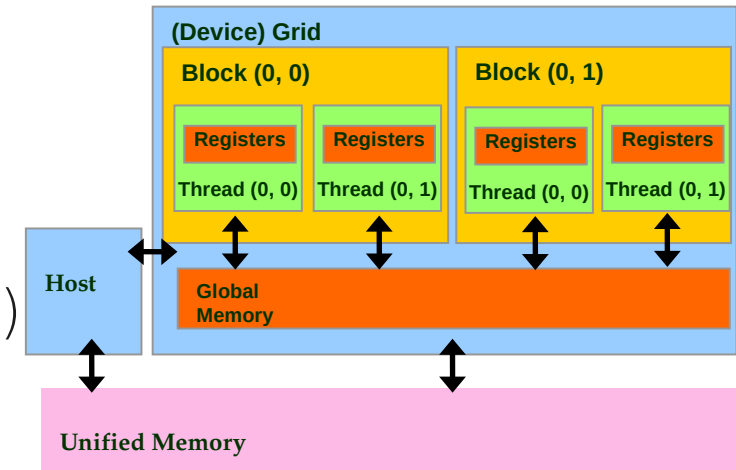 (Device) Grid
Block (0, 0)
Block (0, 1)
Registers
Registers
Registers
Registers
Thread (0, 0)
Thread (0, 1)
Thread (0, 0)
Thread (0, 1)
Host
)
Global
Memory
Unified Memory